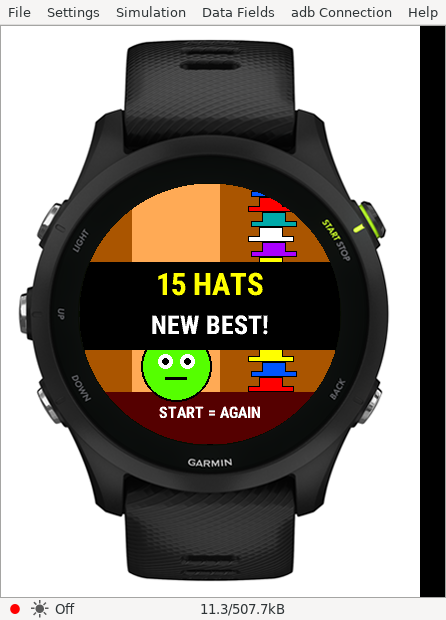 File Settings Simulation Data Fields adb Connection Help
START STOP
LIGHT
15 HATS
UP
NEW BEST!
DOWN
BACK
START = AGAIN
GARMIN
Off 11.3/507.7kB